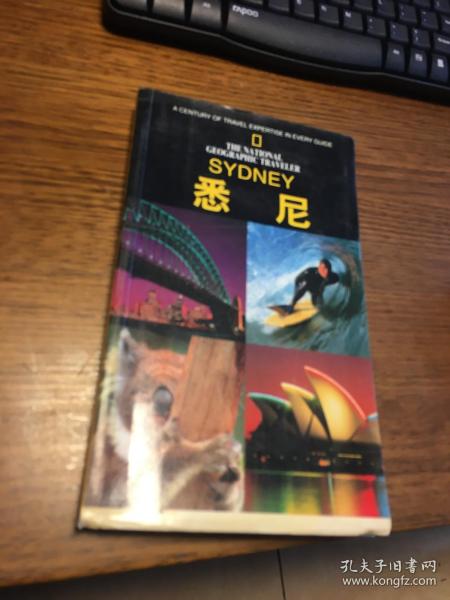 rapoo
A CENTURY OF TRAVEL EXPERTISE IN EVERY GUIDE
THE NATIONAL
GEOGRAPHIC TRAVELER
SYDNEY
悉尼
孔夫子旧书网
www.kongfz.com